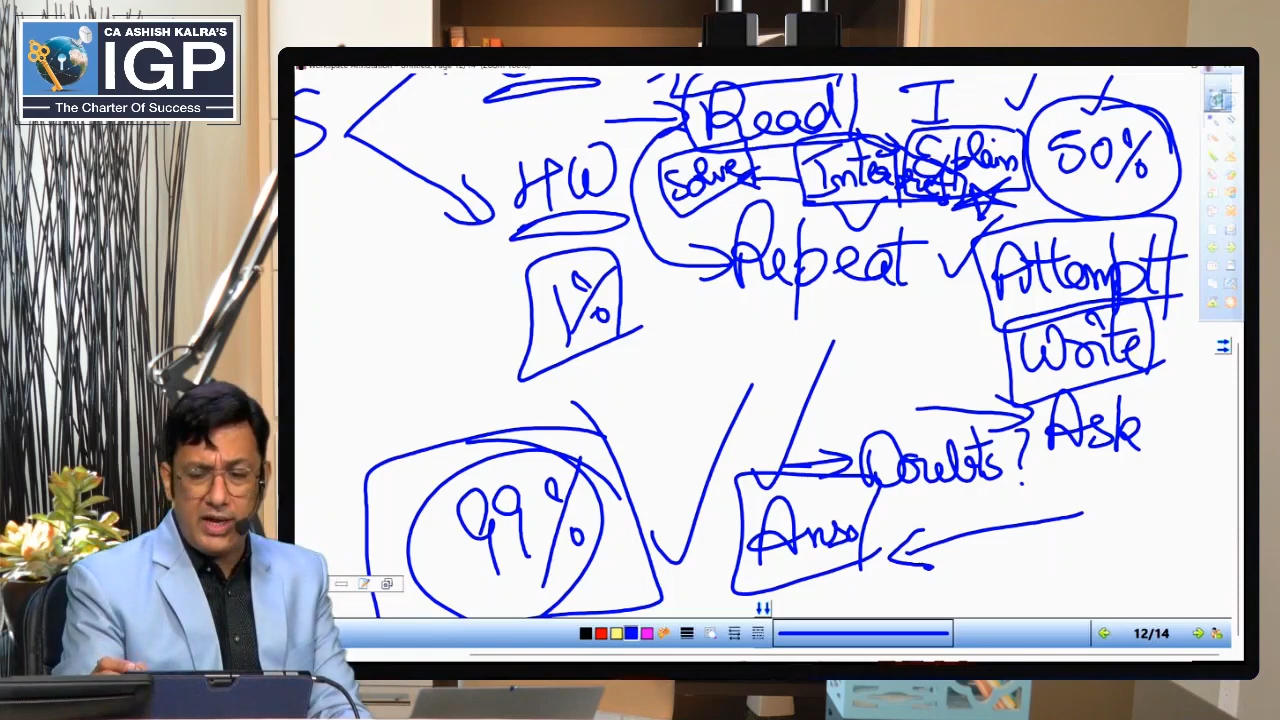 CA ASHISH KALRA'S
IGP
The Charter Of Success
Read I
50%
Solve Interpret Explain
HW
Repeat
Attempt
1%
Write
Ask
Doubts?
99%
Ans
12/14